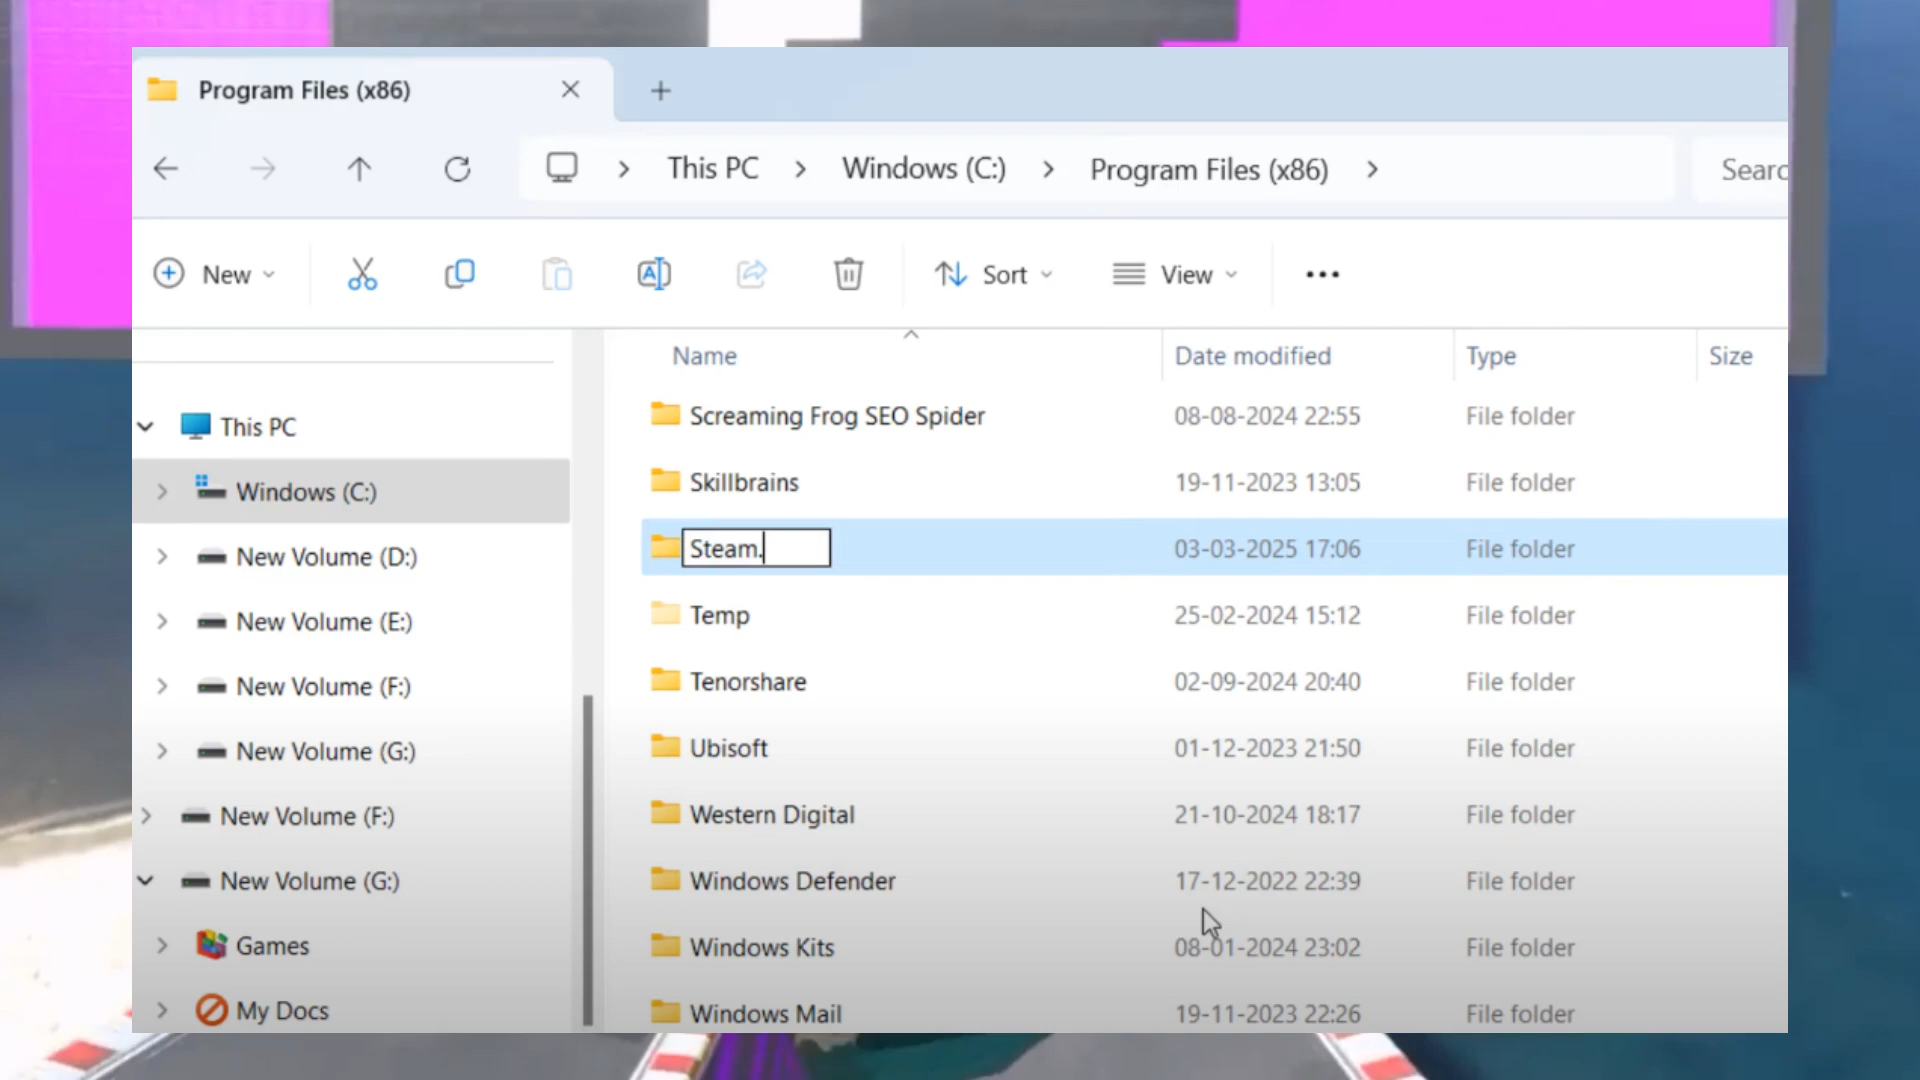 Program Files (x86)
This PC > Windows (C:) > Program Files (x86) >
Searc
New
Sort
View
Name Date modified Type Size
This PC
Windows (C:)
New Volume (D:)
New Volume (E:)
New Volume (F:)
New Volume (G:)
New Volume (F:)
New Volume (G:)
Games
My Docs
Screaming Frog SEO Spider 08-08-2024 22:55 File folder
Skillbrains 19-11-2023 13:05 File folder
Steam. 03-03-2025 17:06 File folder
Temp 25-02-2024 15:12 File folder
Tenorshare 02-09-2024 20:40 File folder
Ubisoft 01-12-2023 21:50 File folder
Western Digital 21-10-2024 18:17 File folder
Windows Defender 17-12-2022 22:39 File folder
Windows Kits 08-01-2024 23:02 File folder
Windows Mail 19-11-2023 22:26 File folder